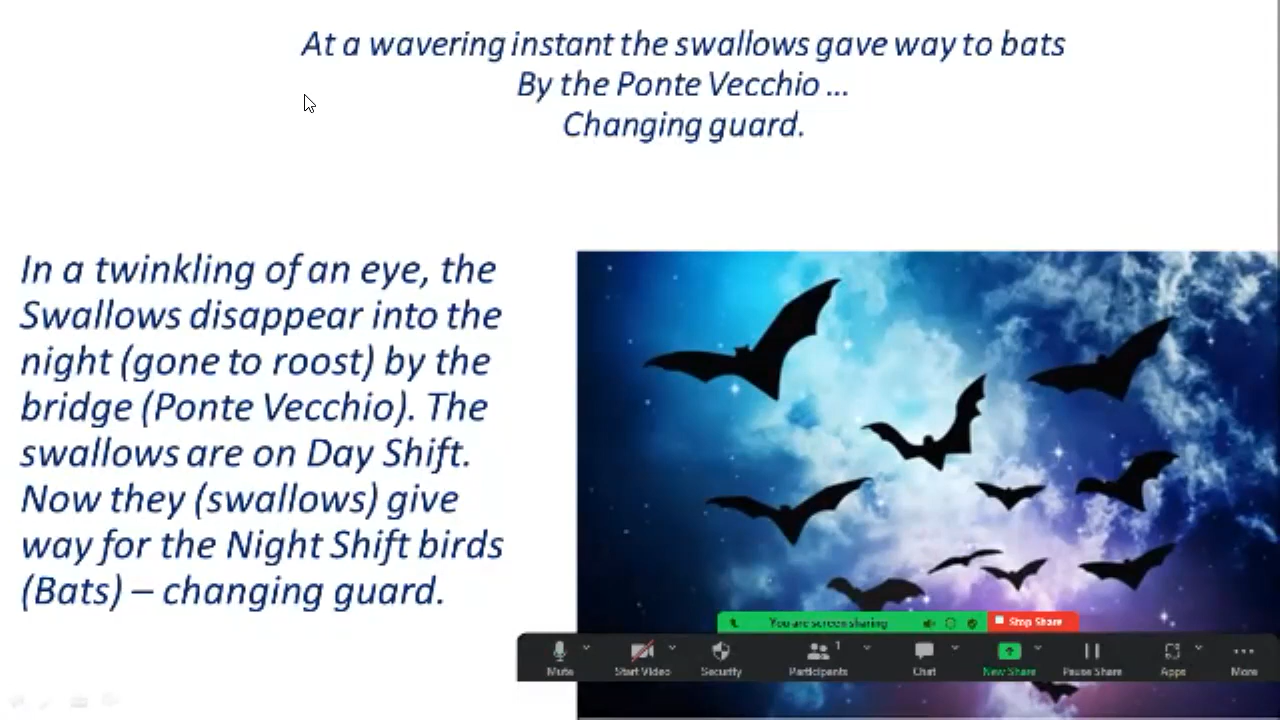 At a wavering instant the swallows gave way to bats
By the Ponte Vecchio ...
Changing guard.
In a twinkling of an eye, the
Swallows disappear into the
night (gone to roost) by the
bridge (Ponte Vecchio). The
swallows are on Day Shift.
Now they (swallows) give
way for the Night Shift birds
(Bats) – changing guard.
You are screen sharing
Stop Share
1
Mute
Start Video
Security
Participants
Chat
New Share
Pause Share
Apps
More